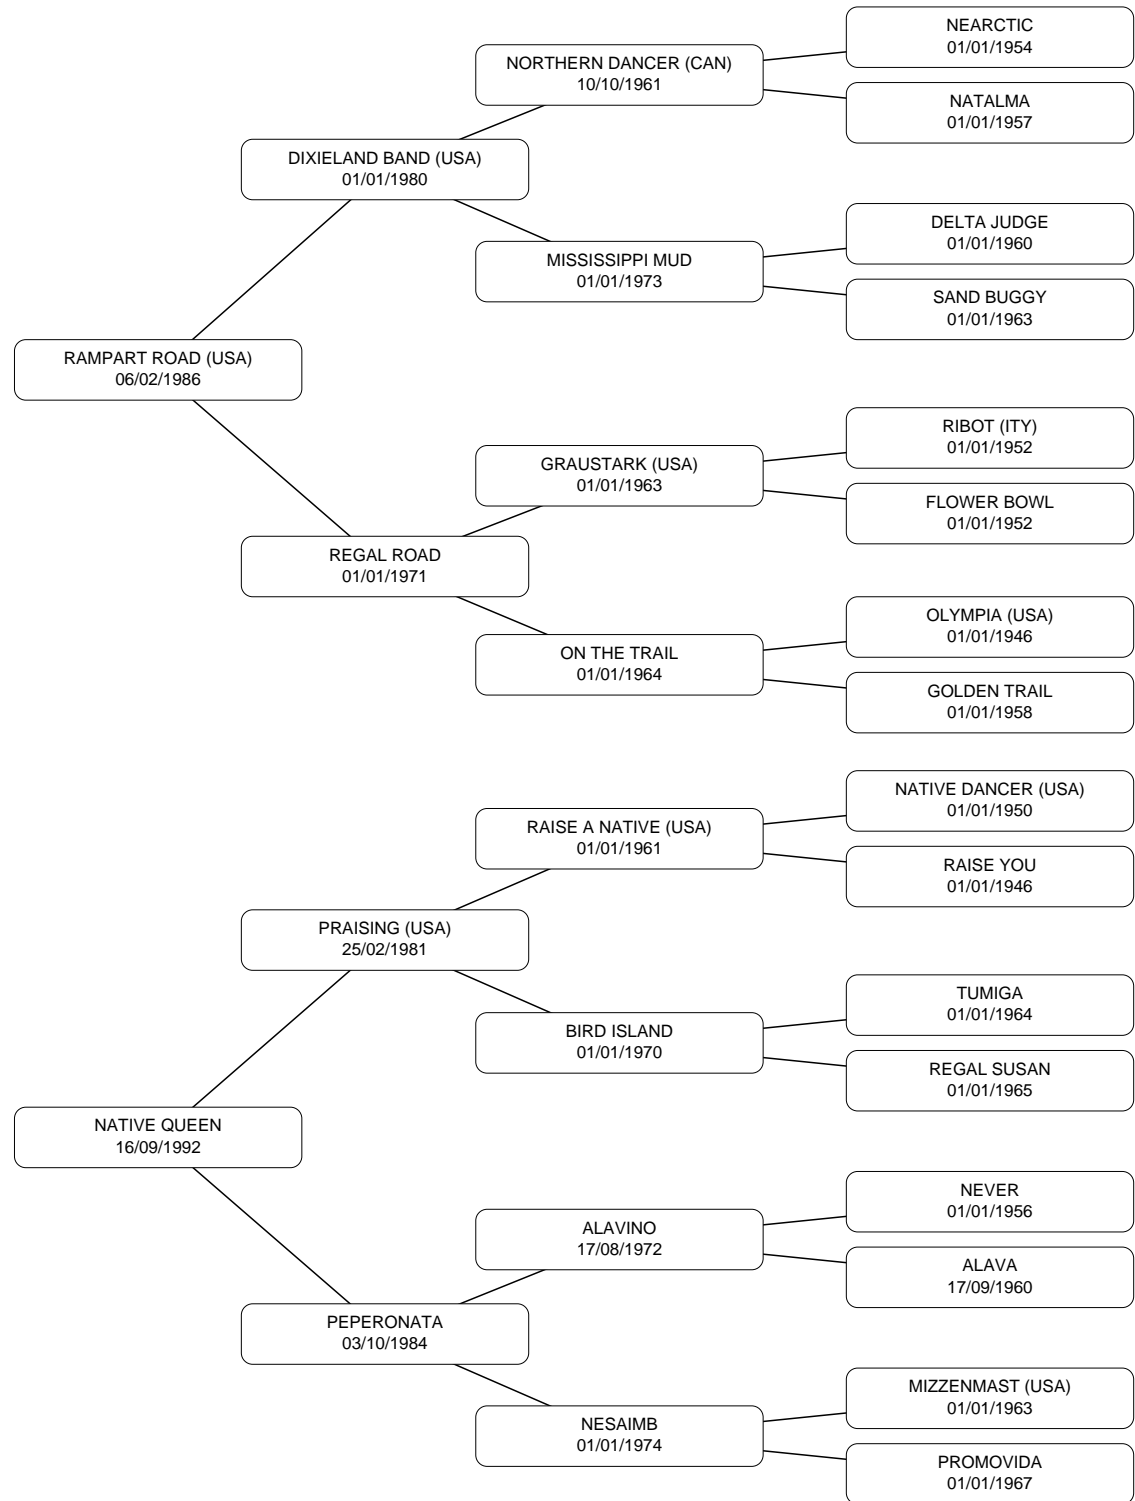 NEARCTIC
01/01/1954
NORTHERN DANCER (CAN)
10/10/1961
NATALMA
01/01/1957
DIXIELAND BAND (USA)
01/01/1980
DELTA JUDGE
01/01/1960
MISSISSIPPI MUD
01/01/1973
SAND BUGGY
01/01/1963
RAMPART ROAD (USA)
06/02/1986
RIBOT (ITY)
01/01/1952
GRAUSTARK (USA)
01/01/1963
FLOWER BOWL
01/01/1952
REGAL ROAD
01/01/1971
OLYMPIA (USA)
01/01/1946
ON THE TRAIL
01/01/1964
GOLDEN TRAIL
01/01/1958
NATIVE DANCER (USA)
01/01/1950
RAISE A NATIVE (USA)
01/01/1961
RAISE YOU
01/01/1946
PRAISING (USA)
25/02/1981
TUMIGA
01/01/1964
BIRD ISLAND
01/01/1970
REGAL SUSAN
01/01/1965
NATIVE QUEEN
16/09/1992
NEVER
01/01/1956
ALAVINO
17/08/1972
ALAVA
17/09/1960
PEPERONATA
03/10/1984
MIZZENMAST (USA)
01/01/1963
NESAIMB
01/01/1974
PROMOVIDA
01/01/1967